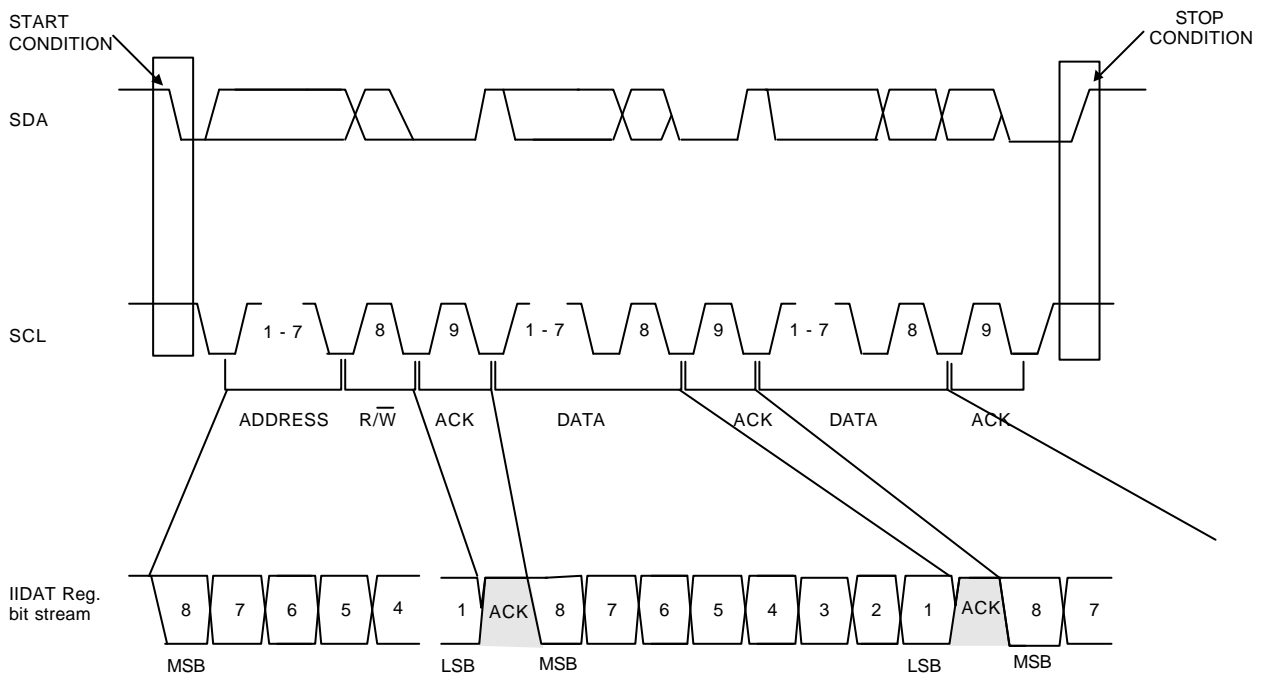 START
CONDITION
STOP
CONDITION
SDA
SCL
1 - 7
8
9
1 - 7
8
9
1 - 7
8
9
ADDRESS
R/W̅
ACK
DATA
ACK
DATA
ACK
IIDAT Reg.
bit stream
8
7
6
5
4
1
ACK
8
7
6
5
4
3
2
1
ACK
8
7
MSB
LSB
MSB
LSB
MSB